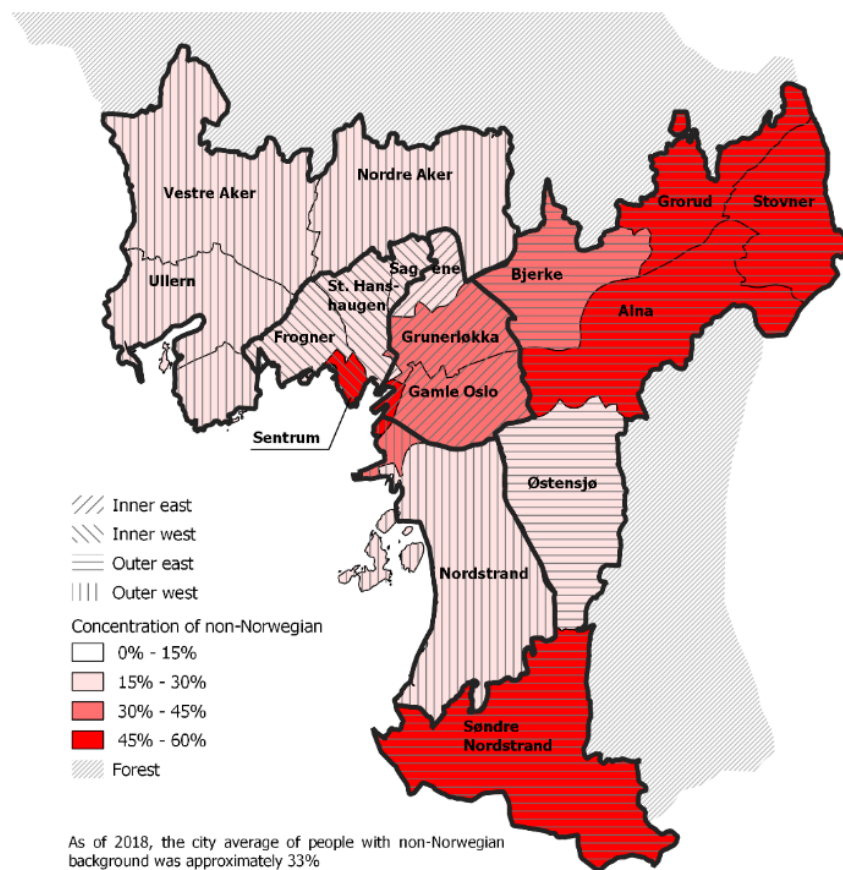 Vestre Aker
Nordre Aker
Grorud
Stovner
Ullern
Sagene
St. Hans-
haugen
Bjerke
Alna
Frogner
Grunerløkka
Gamle Oslo
Sentrum
Østensjø
Nordstrand
Søndre
Nordstrand
Inner east
Inner west
Outer east
Outer west
Concentration of non-Norwegian
0% - 15%
15% - 30%
30% - 45%
45% - 60%
Forest
As of 2018, the city average of people with non-Norwegian
background was approximately 33%